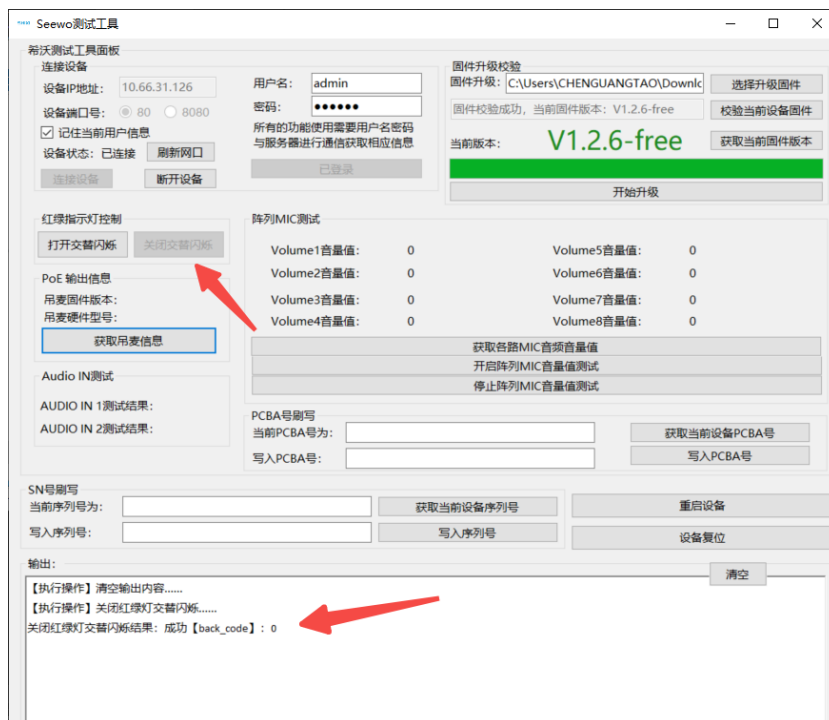 Seewo测试工具
希沃测试工具面板
连接设备
设备IP地址: 10.66.31.126
设备端口号: 80 8080
记住当前用户信息
设备状态: 已连接 刷新网口
连接设备 断开设备
用户名: admin
密码: ●●●●●●
所有的功能使用需要用户名密码
与服务器进行通信获取相应信息
已登录
固件升级校验
固件升级: C:\Users\CHENGUANGTAO\Downlc 选择升级固件
固件校验成功，当前固件版本: V1.2.6-free 校验当前设备固件
当前版本: V1.2.6-free 获取当前固件版本
开始升级
红绿指示灯控制
打开交替闪烁 关闭交替闪烁
PoE 输出信息
吊麦固件版本:
吊麦硬件型号:
获取吊麦信息
Audio IN测试
AUDIO IN 1测试结果:
AUDIO IN 2测试结果:
阵列MIC测试
Volume1音量值: 0 Volume5音量值: 0
Volume2音量值: 0 Volume6音量值: 0
Volume3音量值: 0 Volume7音量值: 0
Volume4音量值: 0 Volume8音量值: 0
获取各路MIC音频音量值
开启阵列MIC音量值测试
停止阵列MIC音量值测试
PCBA号刷写
当前PCBA号为: 获取当前设备PCBA号
写入PCBA号: 写入PCBA号
SN号刷写
当前序列号为: 获取当前设备序列号
写入序列号: 写入序列号
重启设备
设备复位
输出:
清空
【执行操作】清空输出内容......
【执行操作】关闭红绿灯交替闪烁......
关闭红绿灯交替闪烁结果: 成功【back_code】: 0